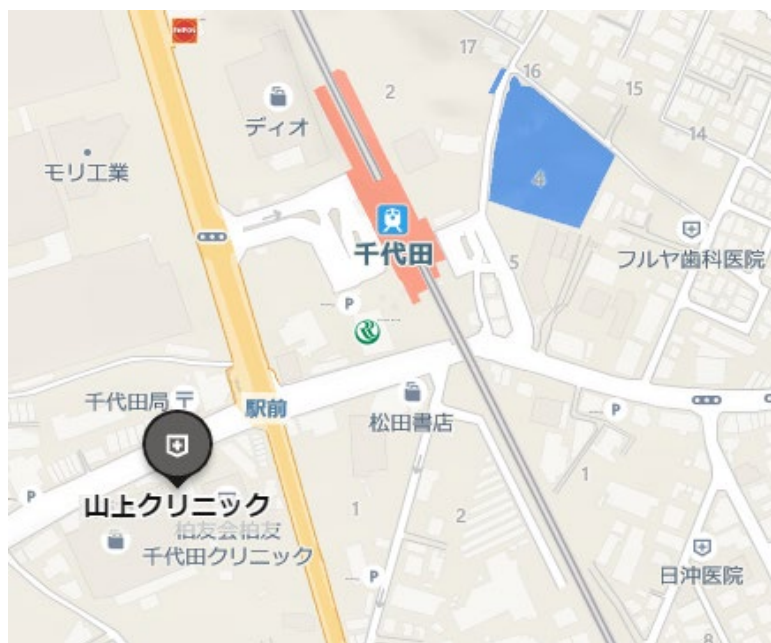 17
2
16
15
ディオ
14
モリ工業
4
千代田
5
フルヤ歯科医院
P
千代田局
駅前
松田書店
P
1
P
山上クリニック
1
2
柏友会柏友
千代田クリニック
P
日沖医院
8